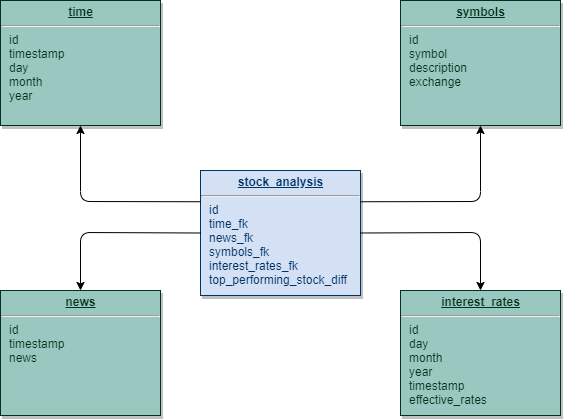 time
id
timestamp
day
month
year
symbols
id
symbol
description
exchange
stock_analysis
id
time_fk
news_fk
symbols_fk
interest_rates_fk
top_performing_stock_diff
news
id
timestamp
news
interest_rates
id
day
month
year
timestamp
effective_rates